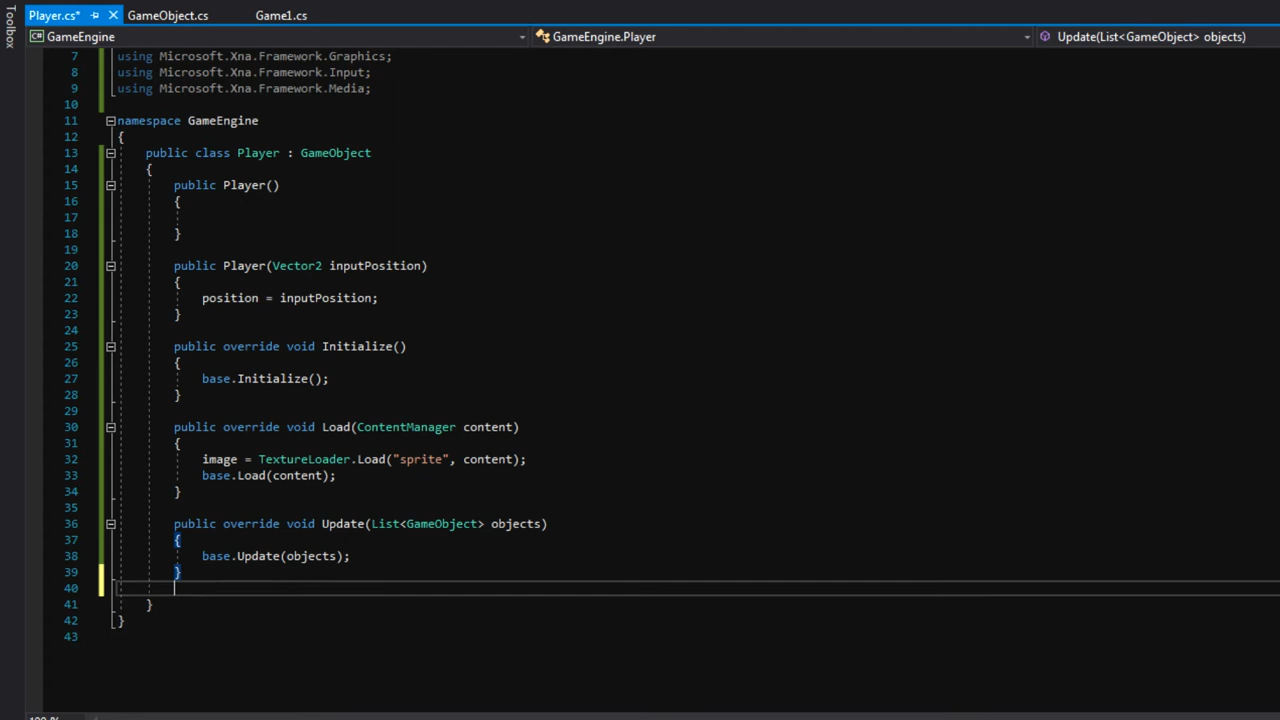 Toolbox
Player.cs* GameObject.cs Game1.cs
C# GameEngine GameEngine.Player Update(List<GameObject> objects)
7 using Microsoft.Xna.Framework.Graphics;
8 using Microsoft.Xna.Framework.Input;
9 using Microsoft.Xna.Framework.Media;
10
11 namespace GameEngine
12 {
13 public class Player : GameObject
14 {
15 public Player()
16 {
17
18 }
19
20 public Player(Vector2 inputPosition)
21 {
22 position = inputPosition;
23 }
24
25 public override void Initialize()
26 {
27 base.Initialize();
28 }
29
30 public override void Load(ContentManager content)
31 {
32 image = TextureLoader.Load("sprite", content);
33 base.Load(content);
34 }
35
36 public override void Update(List<GameObject> objects)
37 {
38 base.Update(objects);
39 }
40
41 }
42 }
43